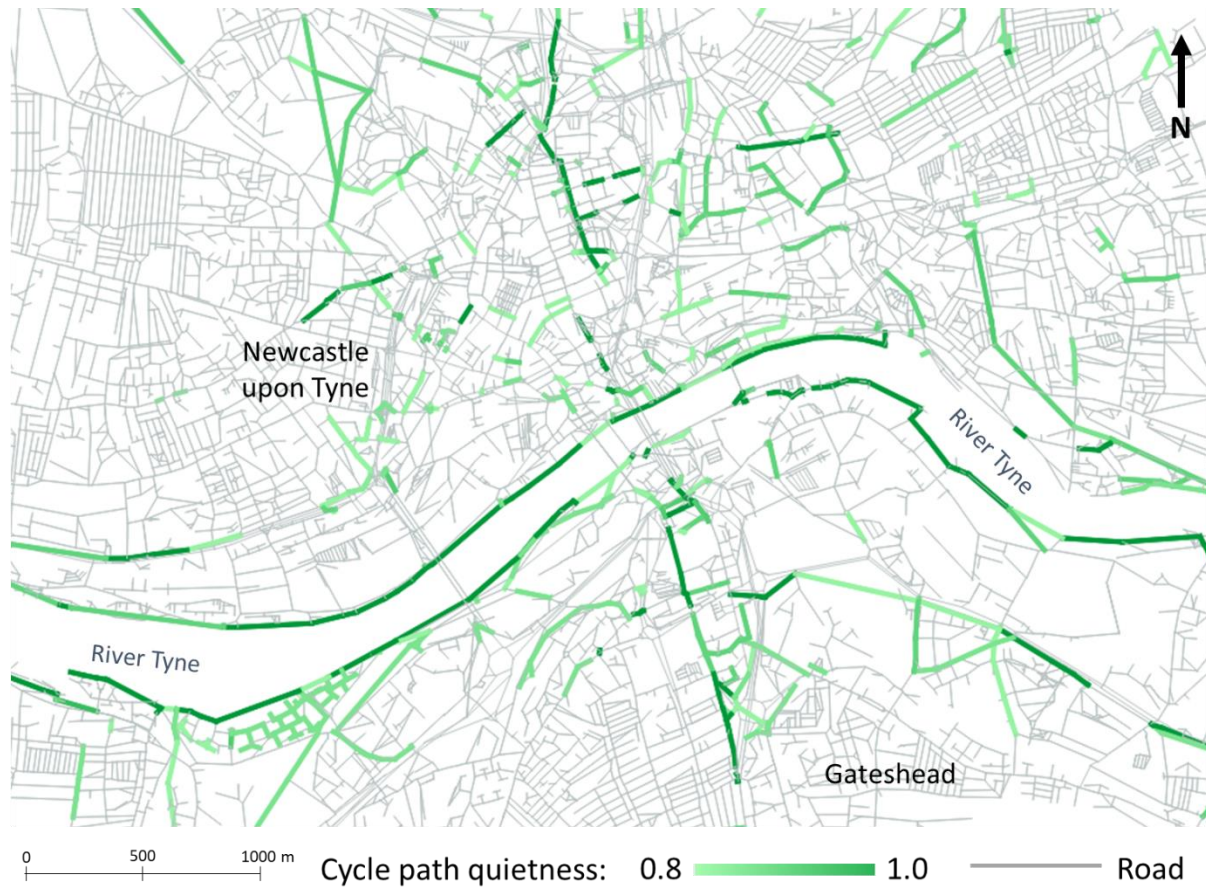 N
Newcastle
upon Tyne
River Tyne
River Tyne
Gateshead
0 500 1000 m
Cycle path quietness: 0.8 1.0 Road